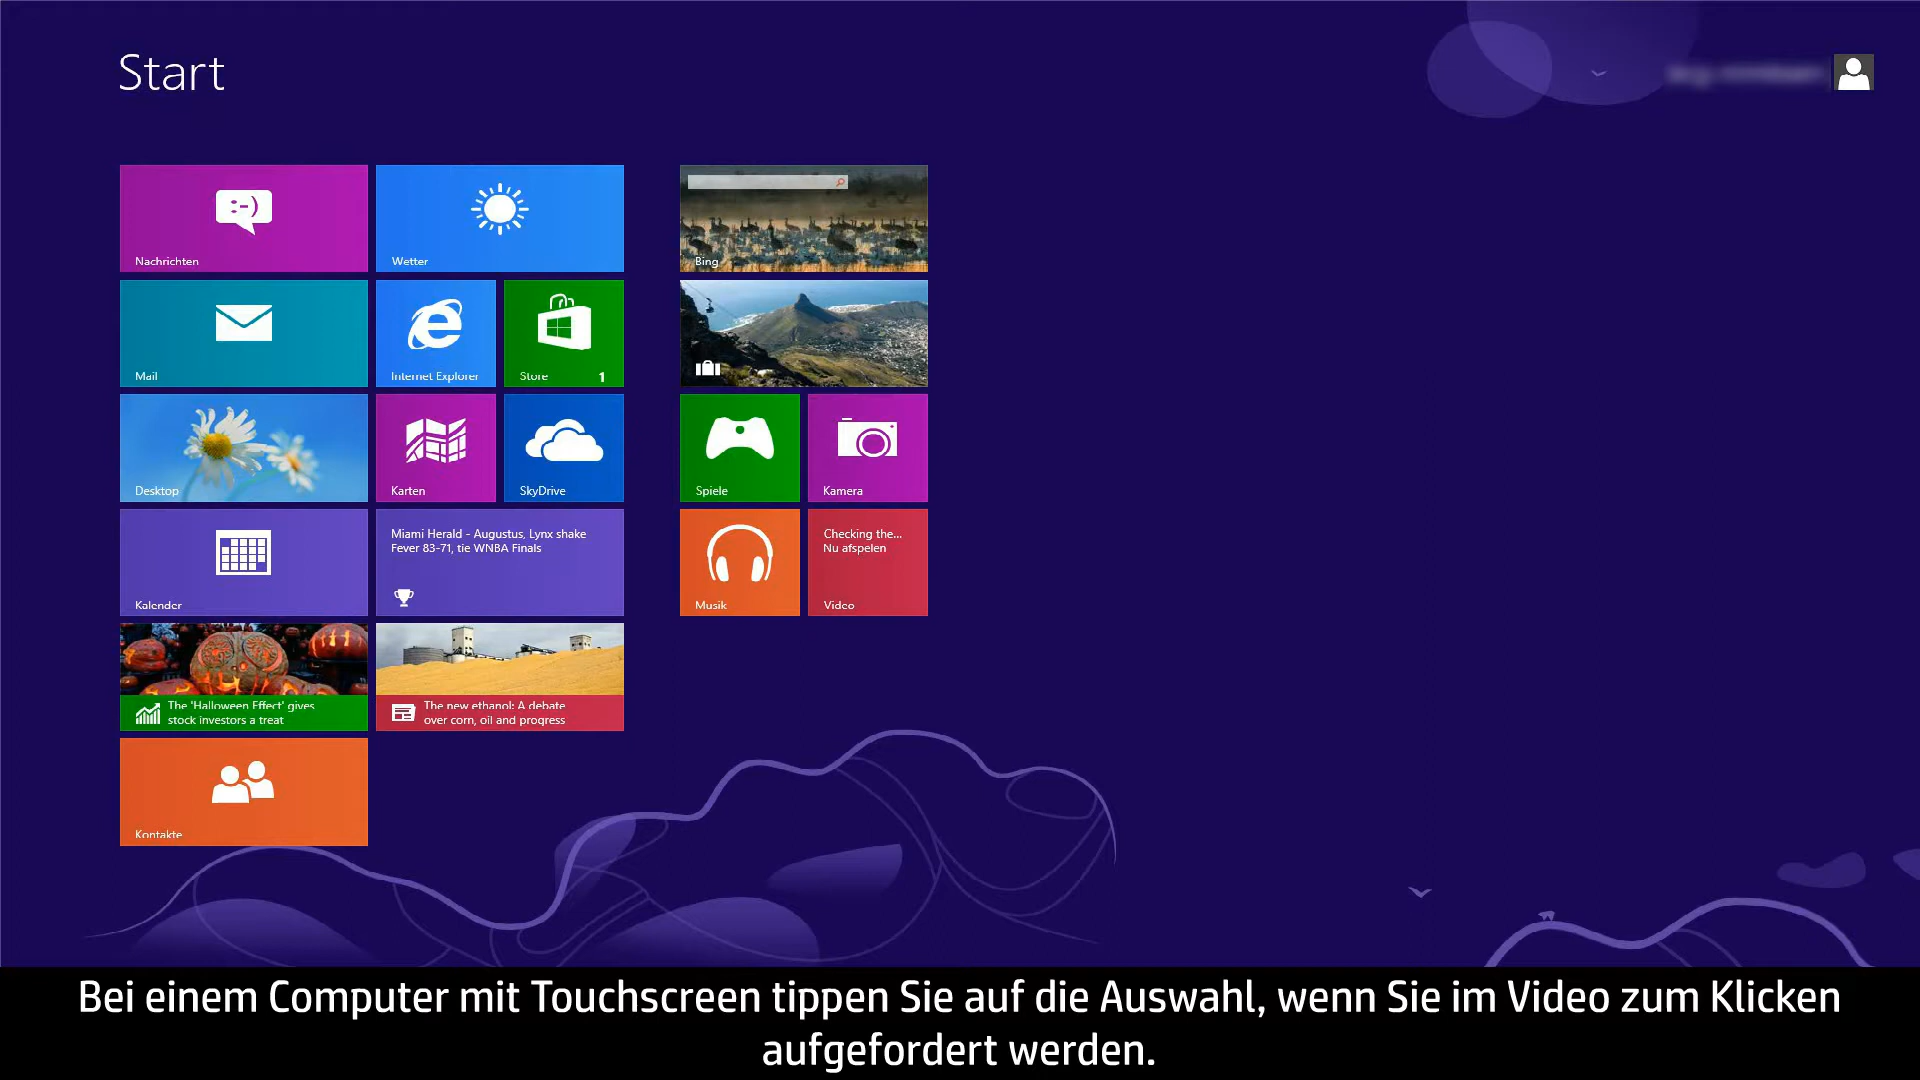 Start
Nachrichten
Wetter
Bing
Mail
Internet Explorer
Store
1
Desktop
Karten
SkyDrive
Spiele
Kamera
Kalender
Miami Herald - Augustus, Lynx shake
Fever 83-71, tie WNBA Finals
Musik
Checking the...
Nu afspelen
Video
The 'Halloween Effect' gives
stock investors a treat
The new ethanol: A debate
over corn, oil and progress
Kontakte
Bei einem Computer mit Touchscreen tippen Sie auf die Auswahl, wenn Sie im Video zum Klicken
aufgefordert werden.